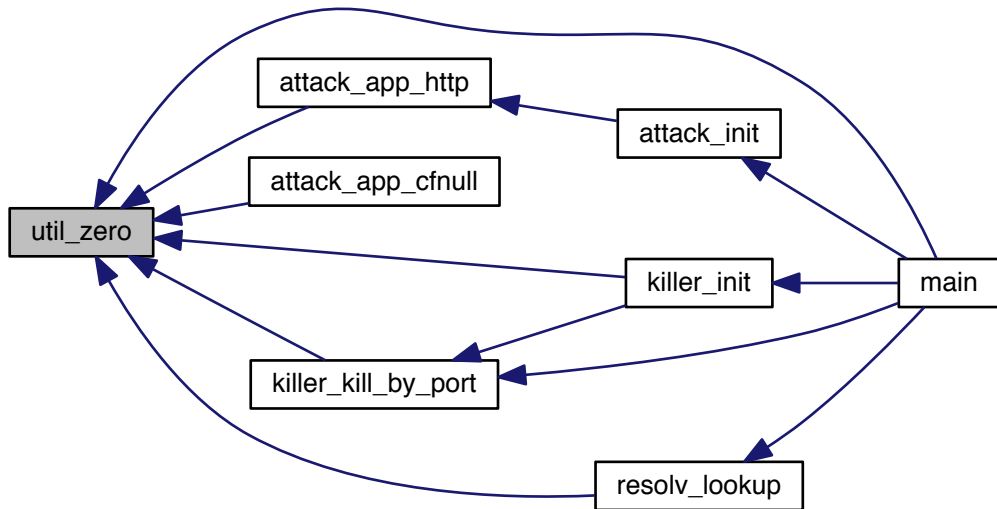 attack_app_http
attack_init
attack_app_cfnull
util_zero
killer_init
main
killer_kill_by_port
resolv_lookup